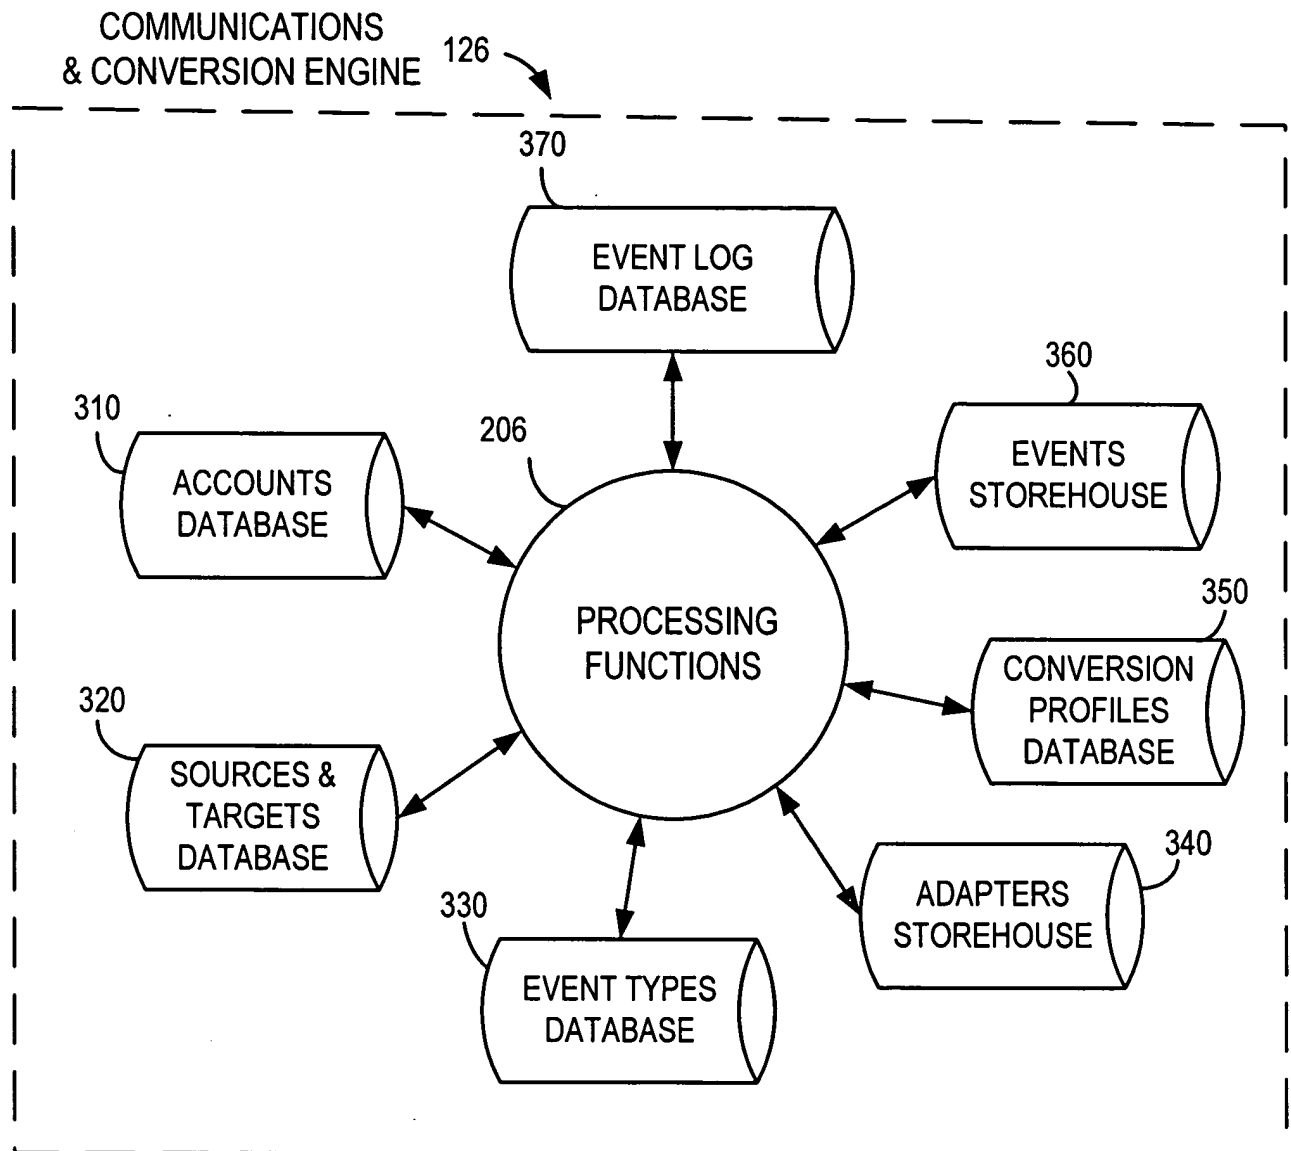 COMMUNICATIONS
& CONVERSION ENGINE
126
370
EVENT LOG
DATABASE
360
EVENTS
STOREHOUSE
310
ACCOUNTS
DATABASE
206
PROCESSING
FUNCTIONS
350
CONVERSION
PROFILES
DATABASE
320
SOURCES &
TARGETS
DATABASE
340
ADAPTERS
STOREHOUSE
330
EVENT TYPES
DATABASE